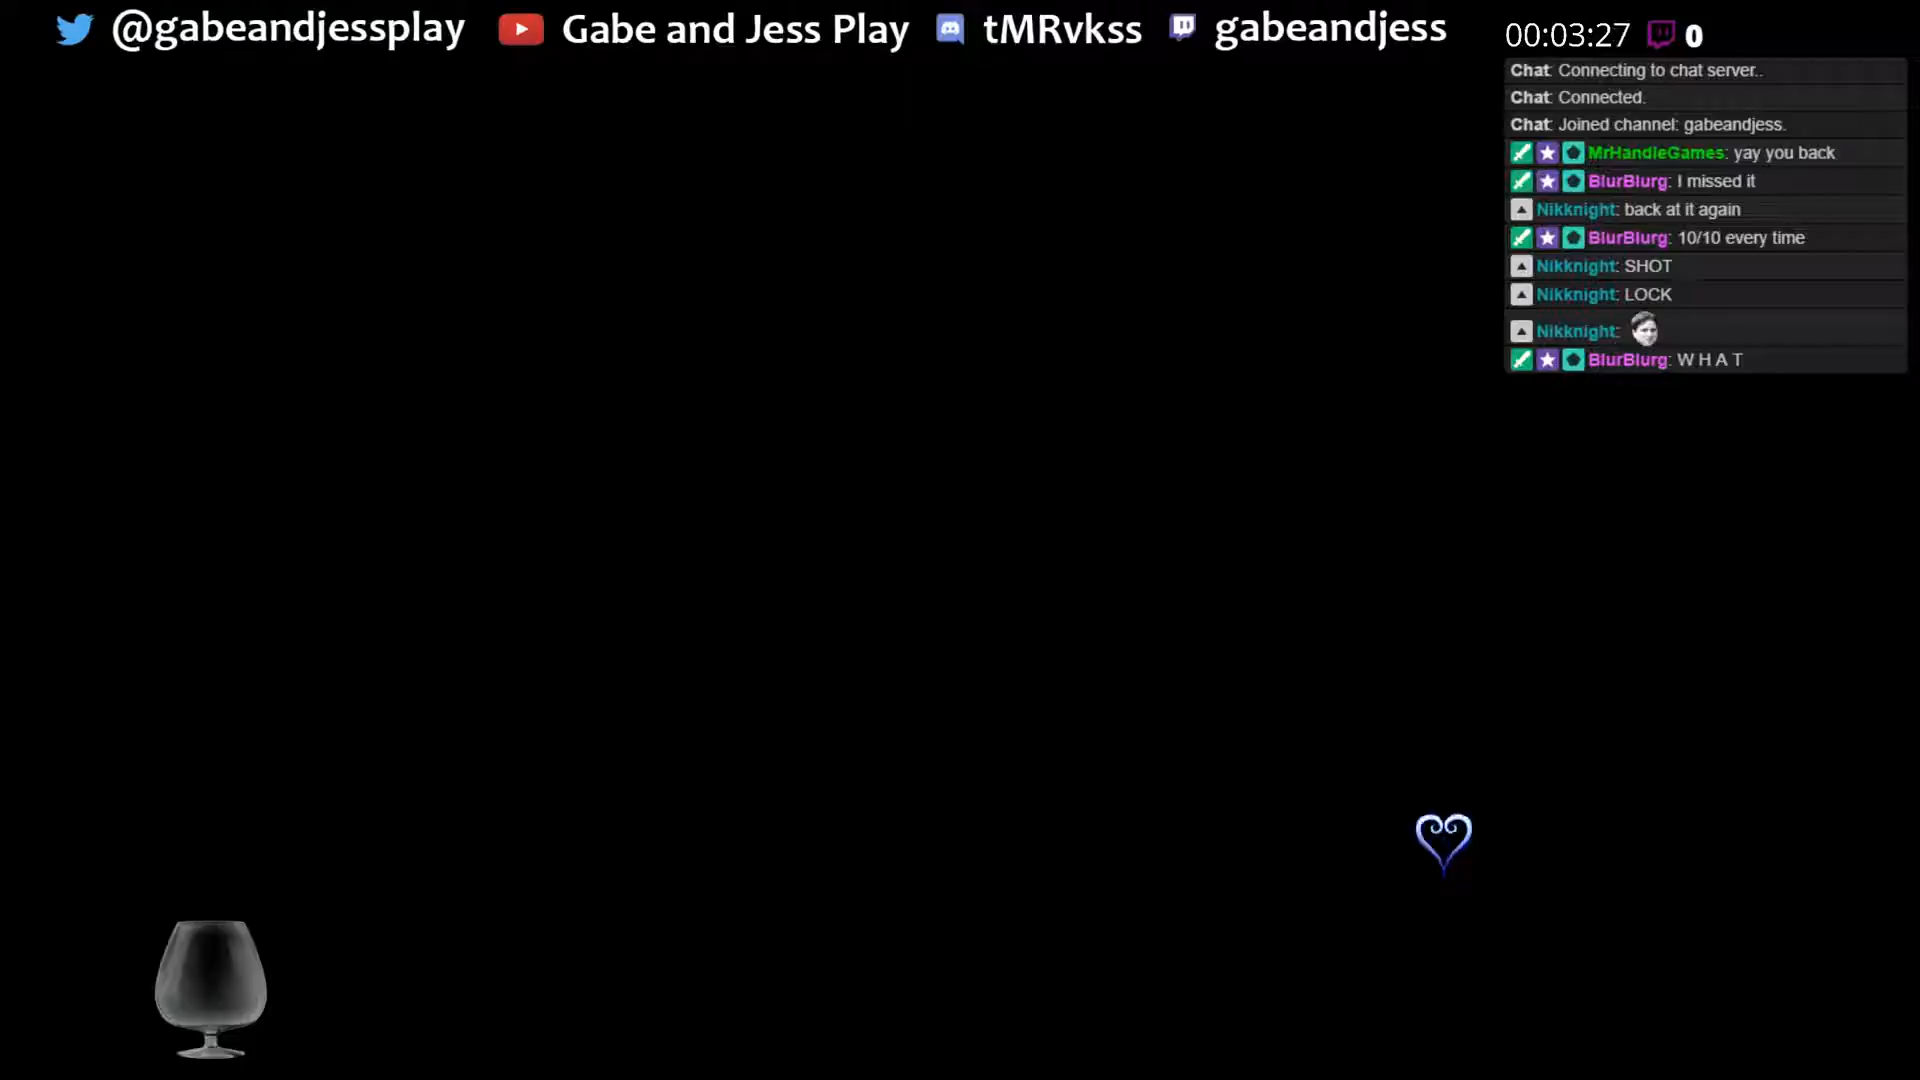 @gabeandjessplay Gabe and Jess Play tMRvkss gabeandjess
00:03:27 0
Chat: Connecting to chat server..
Chat: Connected.
Chat: Joined channel: gabeandjess.
MrHandleGames: yay you back
BlurBlurg: I missed it
Nikknight: back at it again
BlurBlurg: 10/10 every time
Nikknight: SHOT
Nikknight: LOCK
Nikknight:
BlurBlurg: W H A T